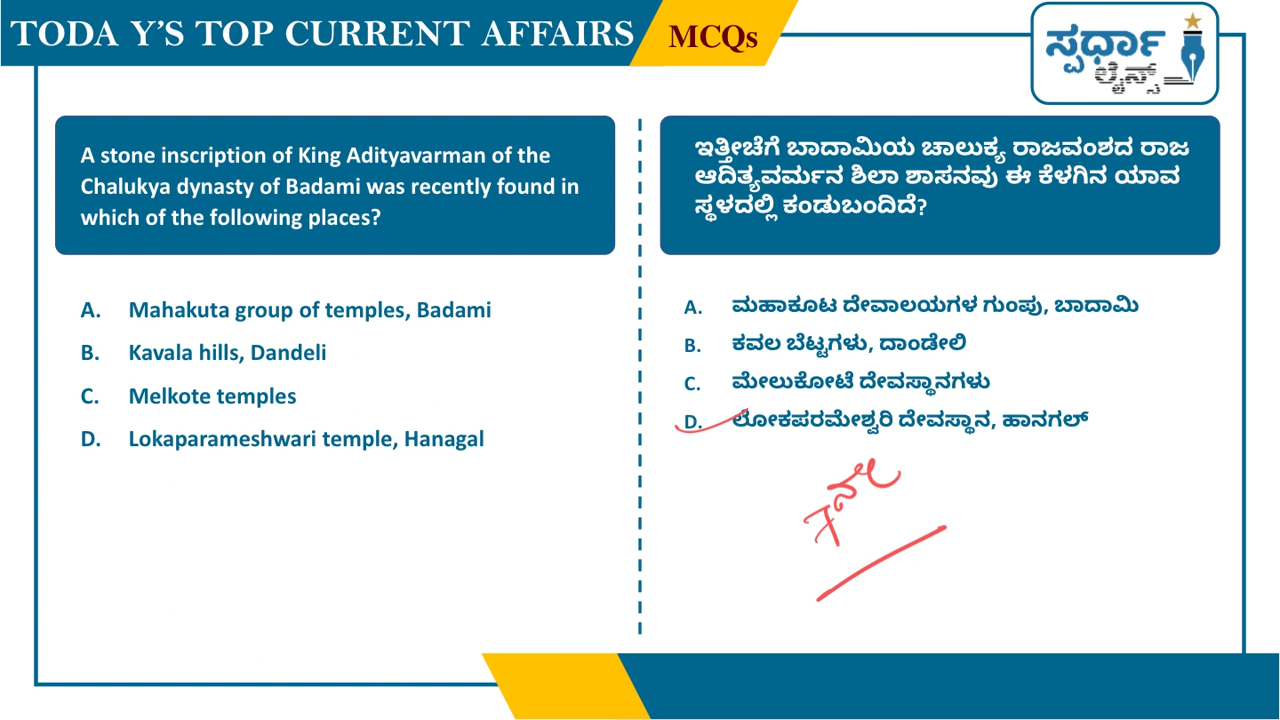 TODA Y'S TOP CURRENT AFFAIRS MCQs
ಸ್ಪರ್ಧಾ
ಲೈನ್ಸ್
A stone inscription of King Adityavarman of the
Chalukya dynasty of Badami was recently found in
which of the following places?
A. Mahakuta group of temples, Badami
B. Kavala hills, Dandeli
C. Melkote temples
D. Lokaparameshwari temple, Hanagal
ಇತ್ತೀಚೆಗೆ ಬಾದಾಮಿಯ ಚಾಲುಕ್ಯ ರಾಜವಂಶದ ರಾಜ
ಆದಿತ್ಯವರ್ಮನ ಶಿಲಾ ಶಾಸನವು ಈ ಕೆಳಗಿನ ಯಾವ
ಸ್ಥಳದಲ್ಲಿ ಕಂಡುಬಂದಿದೆ?
A. ಮಹಾಕೂಟ ದೇವಾಲಯಗಳ ಗುಂಪು, ಬಾದಾಮಿ
B. ಕವಲ ಬೆಟ್ಟಗಳು, ದಾಂಡೇಲಿ
C. ಮೇಲುಕೋಟೆ ದೇವಸ್ಥಾನಗಳು
D. ಲೋಕಪರಮೇಶ್ವರಿ ದೇವಸ್ಥಾನ, ಹಾನಗಲ್
7ನೇ